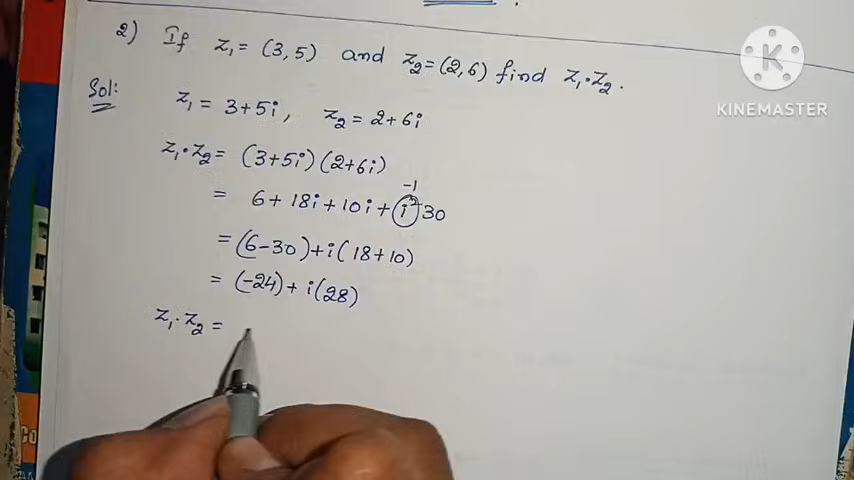 2) If z₁ = (3,5) and z₂ = (2,6) find z₁·z₂.
Sol: z₁ = 3+5i, z₂ = 2+6i
z₁·z₂ = (3+5i)(2+6i)
-1
= 6+18i+10i+i²30
= (6-30)+i(18+10)
= (-24)+i(28)
z₁·z₂ =
KINEMASTER